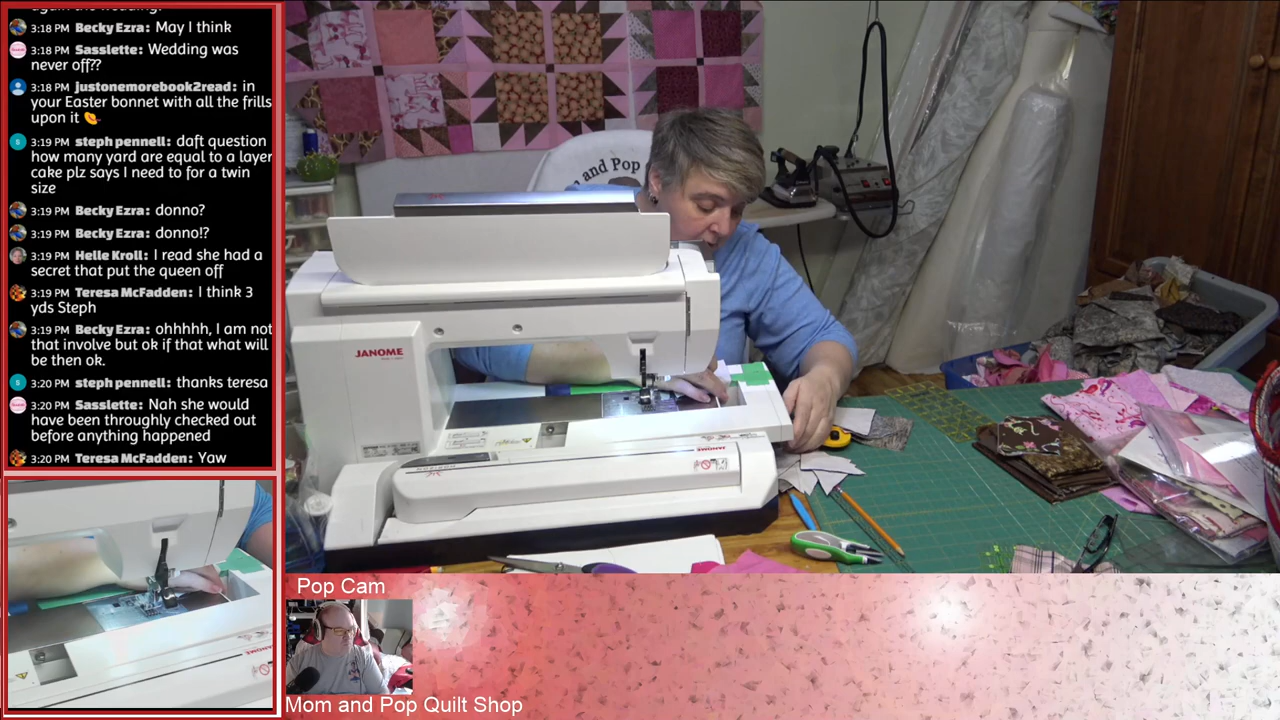 3:18 PM Becky Ezra: May I think
3:18 PM Sasslette: Wedding was
never off??
3:18 PM justonemorebook2read: in
your Easter bonnet with all the frills
upon it
3:19 PM steph pennell: daft question
how many yard are equal to a layer
cake plz says I need to for a twin
size
3:19 PM Becky Ezra: donno?
3:19 PM Becky Ezra: donno!?
3:19 PM Helle Kroll: I read she had a
secret that put the queen off
3:19 PM Teresa McFadden: I think 3
yds Steph
3:19 PM Becky Ezra: ohhhhh, I am not
that involve but ok if that what will
be then ok.
3:20 PM steph pennell: thanks teresa
3:20 PM Sasslette: Nah she would
have been throughly checked out
before anything happened
3:20 PM Teresa McFadden: Yaw
m and Pop
JANOME
JANOME
Pop Cam
Mom and Pop Quilt Shop